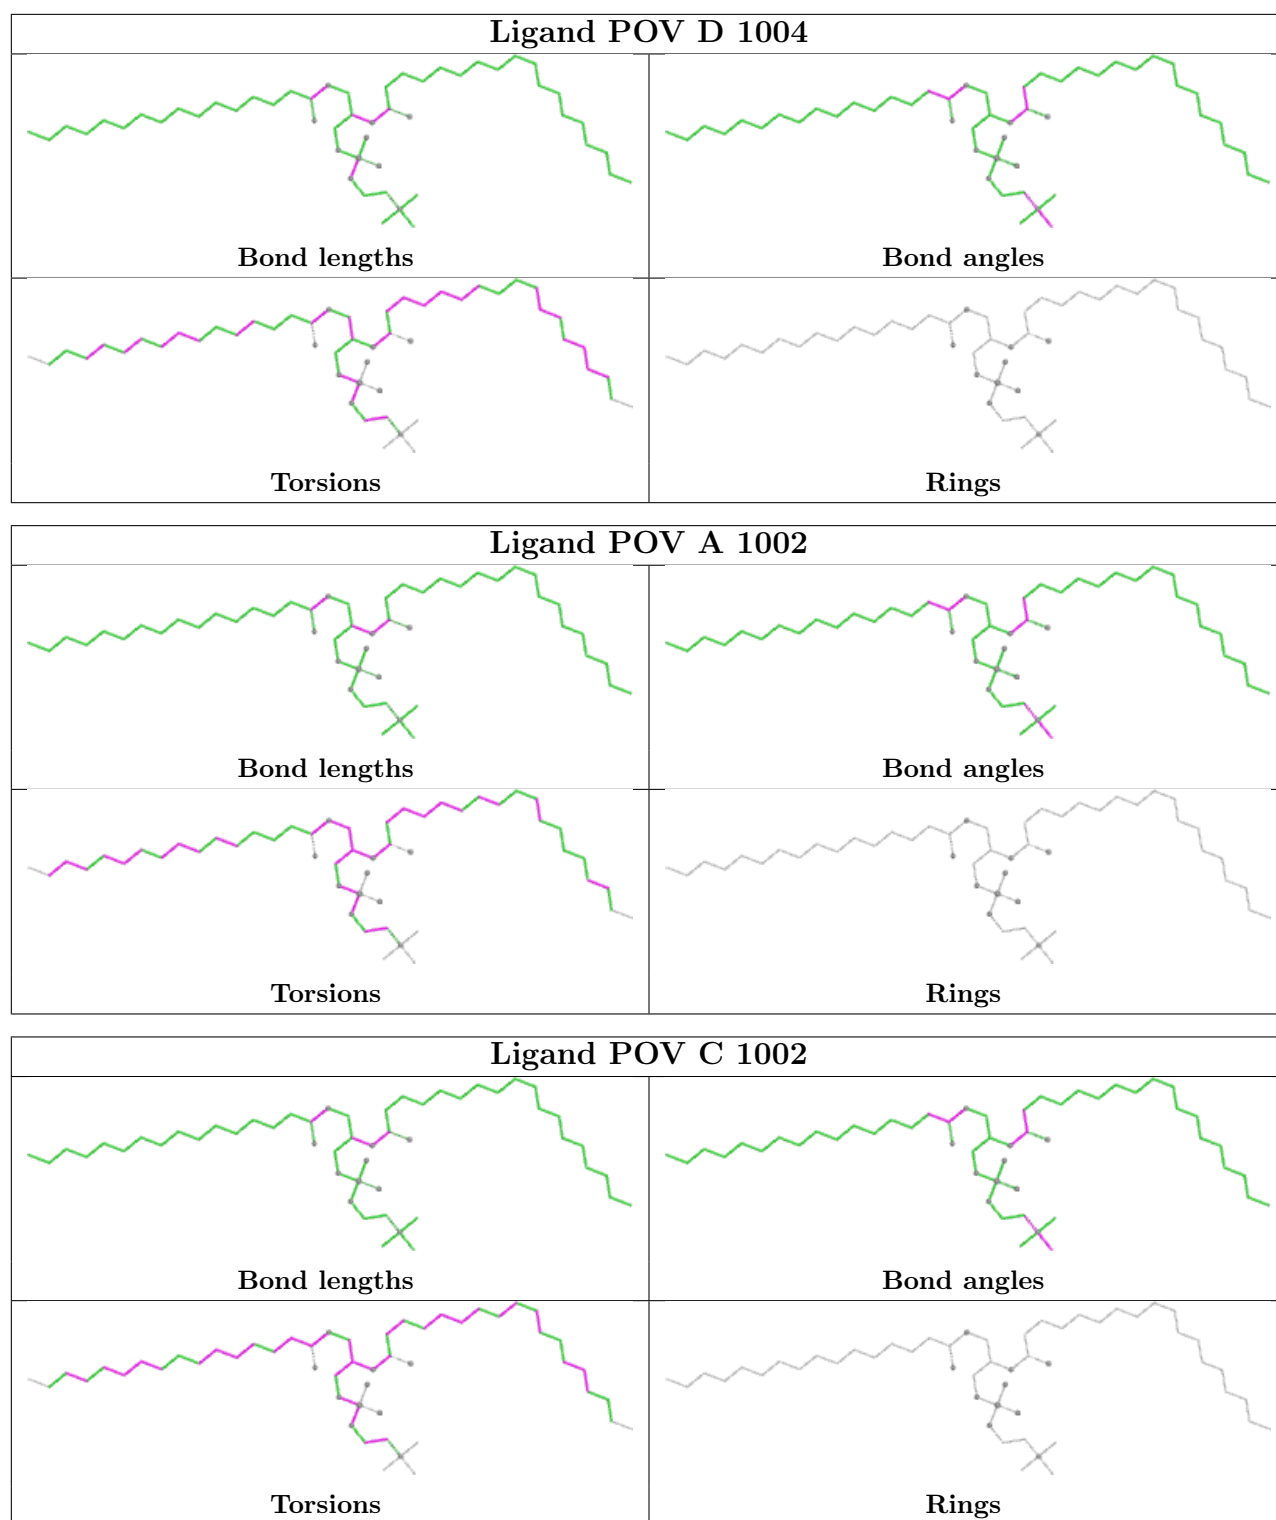 Ligand POV D 1004
Bond lengths
Bond angles
Torsions
Rings
Ligand POV A 1002
Bond lengths
Bond angles
Torsions
Rings
Ligand POV C 1002
Bond lengths
Bond angles
Torsions
Rings